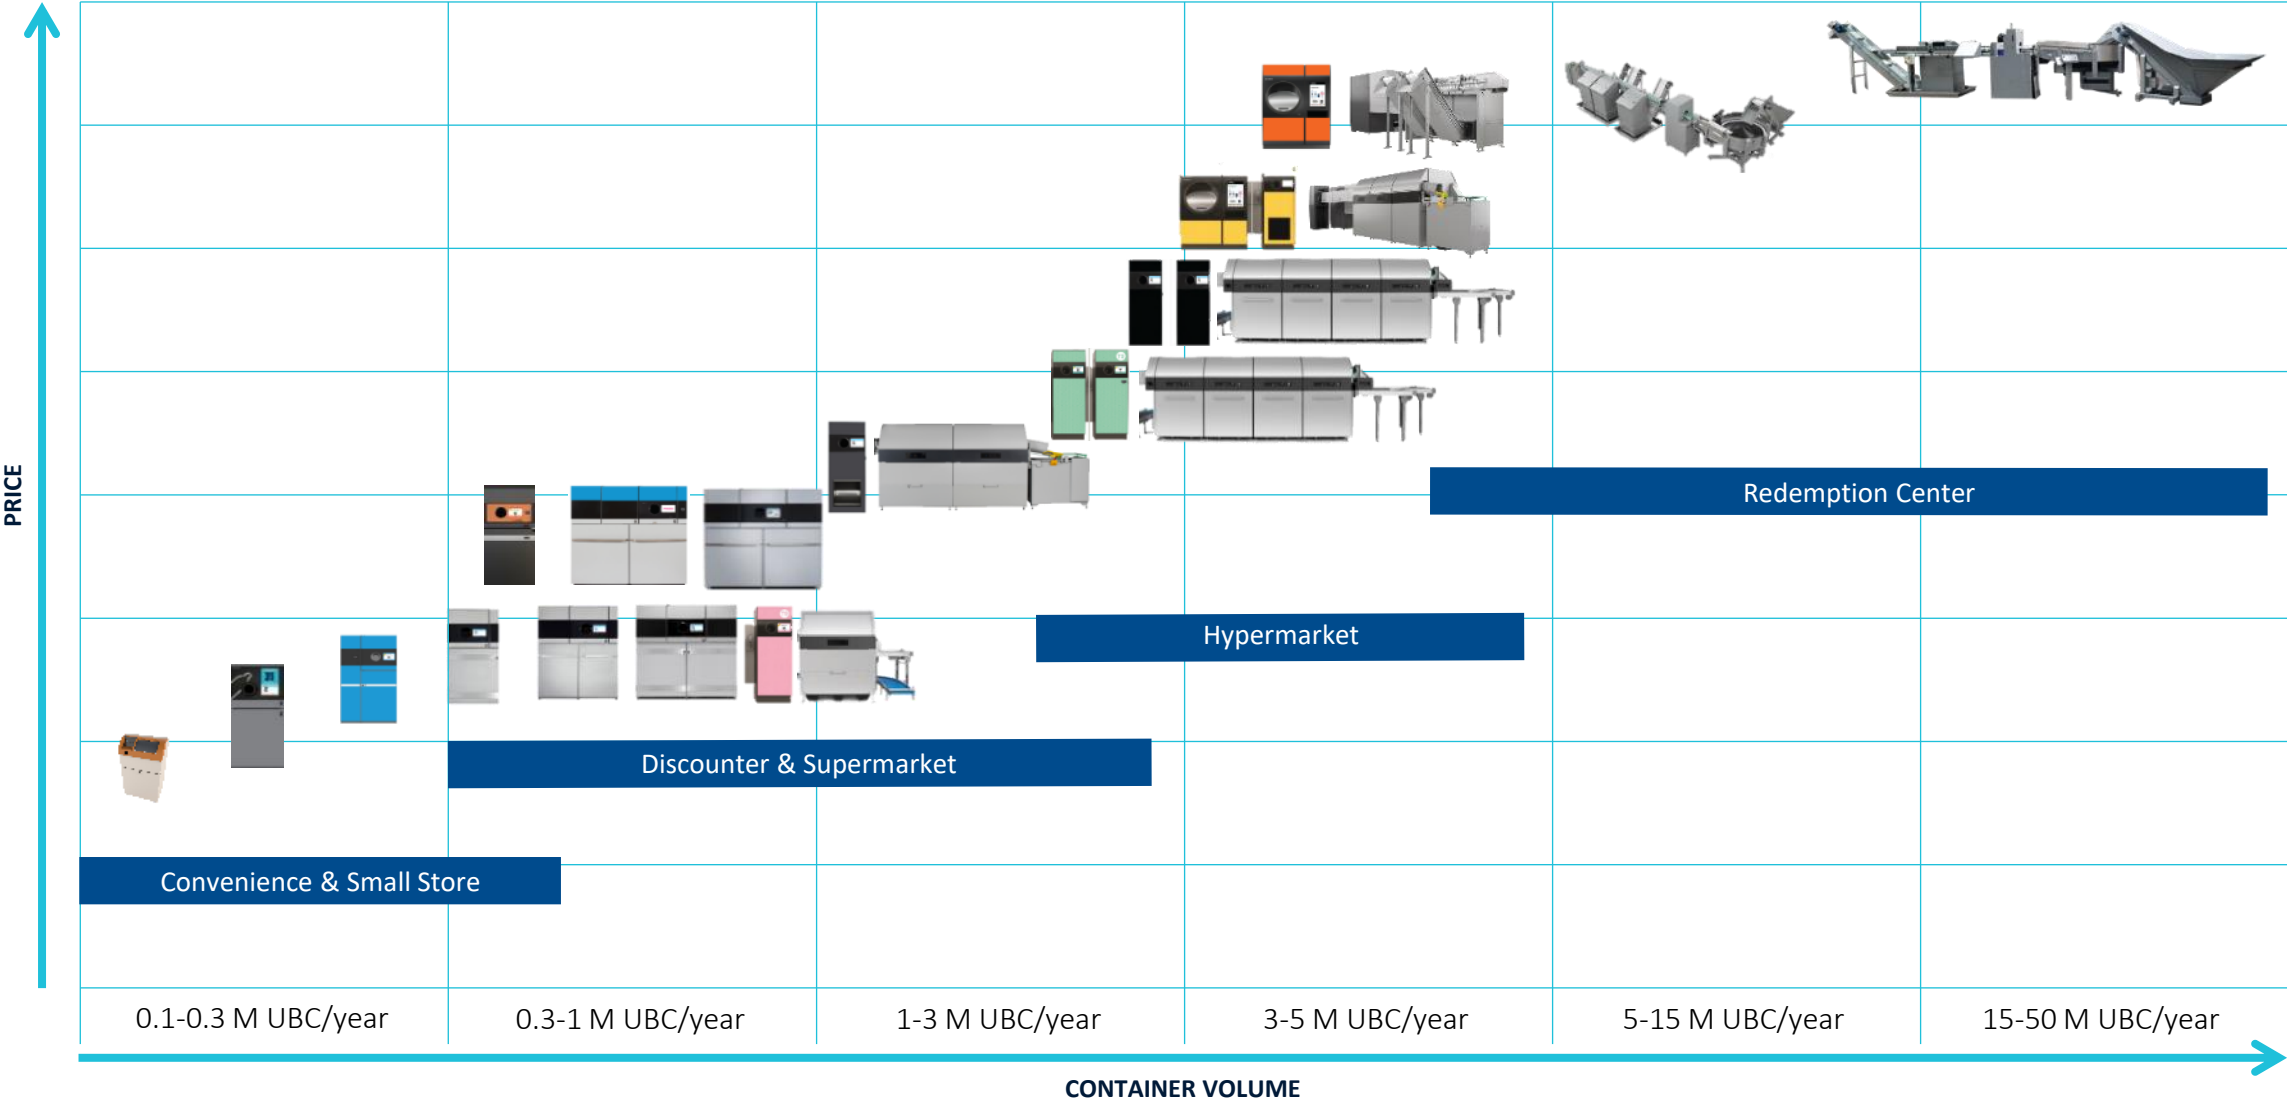 PRICE
Redemption Center
Hypermarket
Discounter & Supermarket
Convenience & Small Store
0.1-0.3 M UBC/year
0.3-1 M UBC/year
1-3 M UBC/year
3-5 M UBC/year
5-15 M UBC/year
15-50 M UBC/year
CONTAINER VOLUME